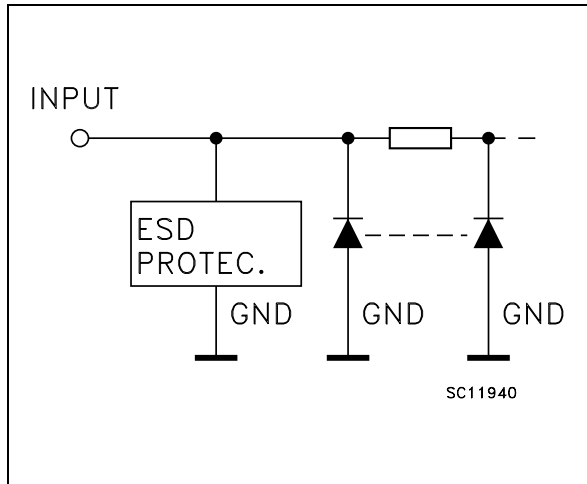 INPUT
ESD
PROTEC.
GND
GND
GND
SC11940